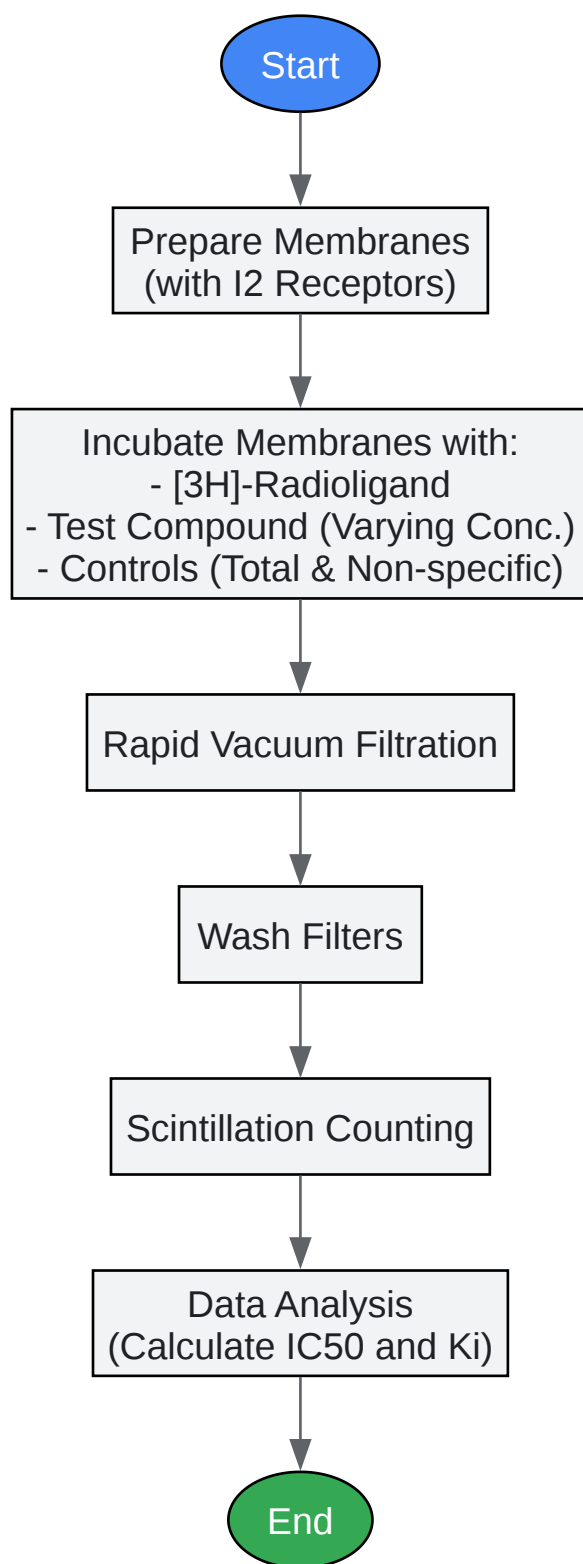 Start
Prepare Membranes
(with I2 Receptors)
Incubate Membranes with:
- [3H]-Radioligand
- Test Compound (Varying Conc.)
- Controls (Total & Non-specific)
Rapid Vacuum Filtration
Wash Filters
Scintillation Counting
Data Analysis
(Calculate IC50 and Ki)
End